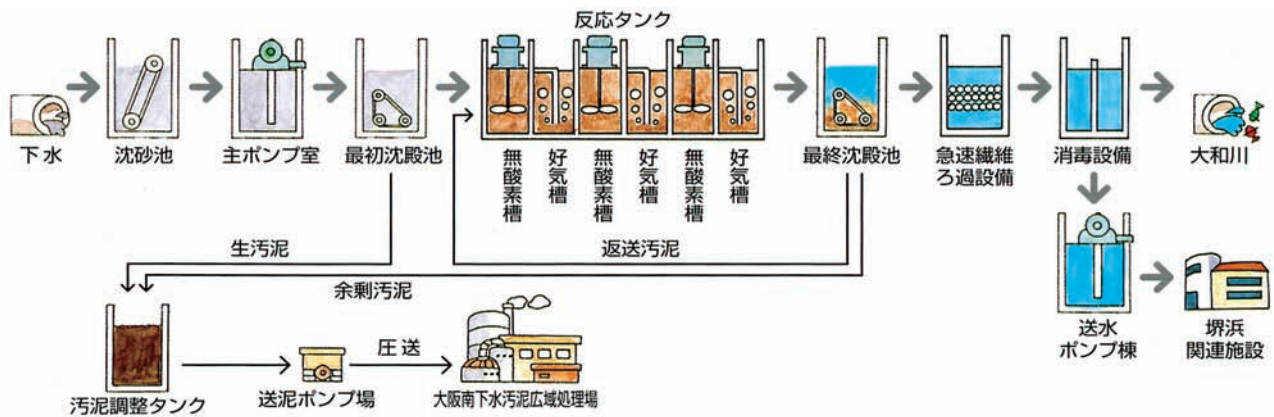 反応タンク
下水
沈砂池
主ポンプ室
最初沈殿池
無酸素槽
好気槽
無酸素槽
好気槽
無酸素槽
好気槽
最終沈殿池
急速繊維
ろ過設備
消毒設備
大和川
生汚泥
返送汚泥
余剰汚泥
送水
ポンプ棟
堺浜
関連施設
汚泥調整タンク
送泥ポンプ場
圧送
大阪南下水汚泥広域処理場